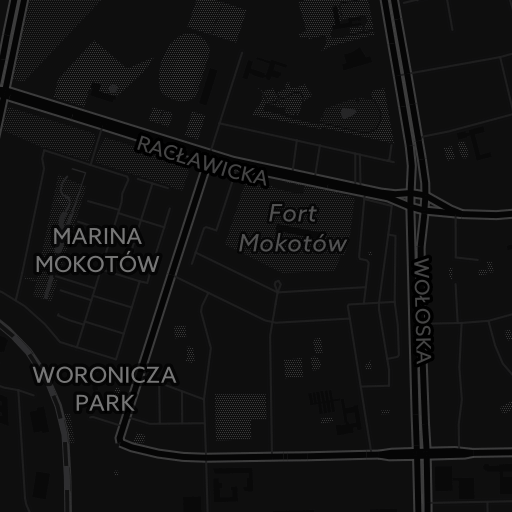 RACŁAWICKA
Fort
Mokotów
MARINA
MOKOTÓW
WOŁOSKA
WORONICZA
PARK